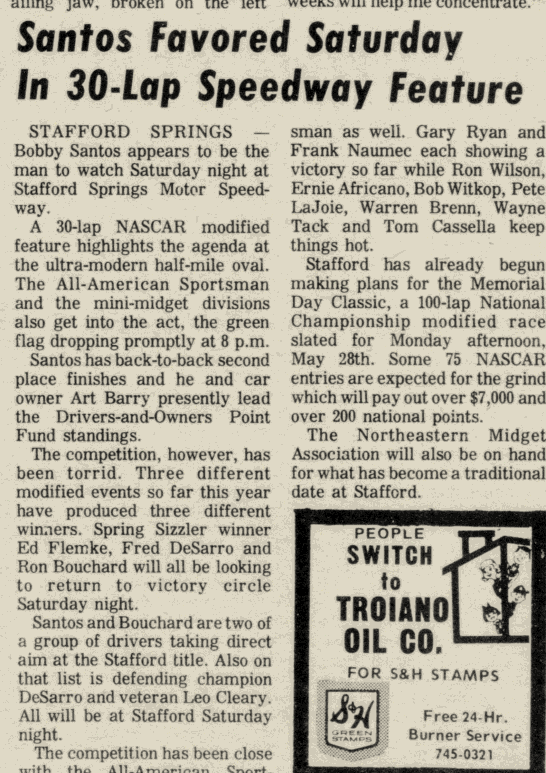 ailing jaw, broken on the left
Santos Favored Saturday
In 30-Lap Speedway Feature
STAFFORD SPRINGS —
Bobby Santos appears to be the
man to watch Saturday night at
Stafford Springs Motor Speed-
way.
A 30-lap NASCAR modified
feature highlights the agenda at
the ultra-modern half-mile oval.
The All-American Sportsman
and the mini-midget divisions
also get into the act, the green
flag dropping promptly at 8 p.m.
Santos has back-to-back second
place finishes and he and car
owner Art Barry presently lead
the Drivers-and-Owners Point
Fund standings.
The competition, however, has
been torrid. Three different
modified events so far this year
have produced three different
winners. Spring Sizzler winner
Ed Flemke, Fred DeSarro and
Ron Bouchard will all be looking
to return to victory circle
Saturday night.
Santos and Bouchard are two of
a group of drivers taking direct
aim at the Stafford title. Also on
that list is defending champion
DeSarro and veteran Leo Cleary.
All will be at Stafford Saturday
night.
The competition has been close
with the All-American Sport-
weeks will help me concentrate."
sman as well. Gary Ryan and
Frank Naumec each showing a
victory so far while Ron Wilson,
Ernie Africano, Bob Witkop, Pete
LaJoie, Warren Brenn, Wayne
Tack and Tom Cassella keep
things hot.
Stafford has already begun
making plans for the Memorial
Day Classic, a 100-lap National
Championship modified race
slated for Monday afternoon,
May 28th. Some 75 NASCAR
entries are expected for the grind
which will pay out over $7,000 and
over 200 national points.
The Northeastern Midget
Association will also be on hand
for what has become a traditional
date at Stafford.
PEOPLE
SWITCH
to
TROIANO
OIL CO.
FOR S&H STAMPS
S&H
GREEN
STAMPS
Free 24-Hr.
Burner Service
745-0321